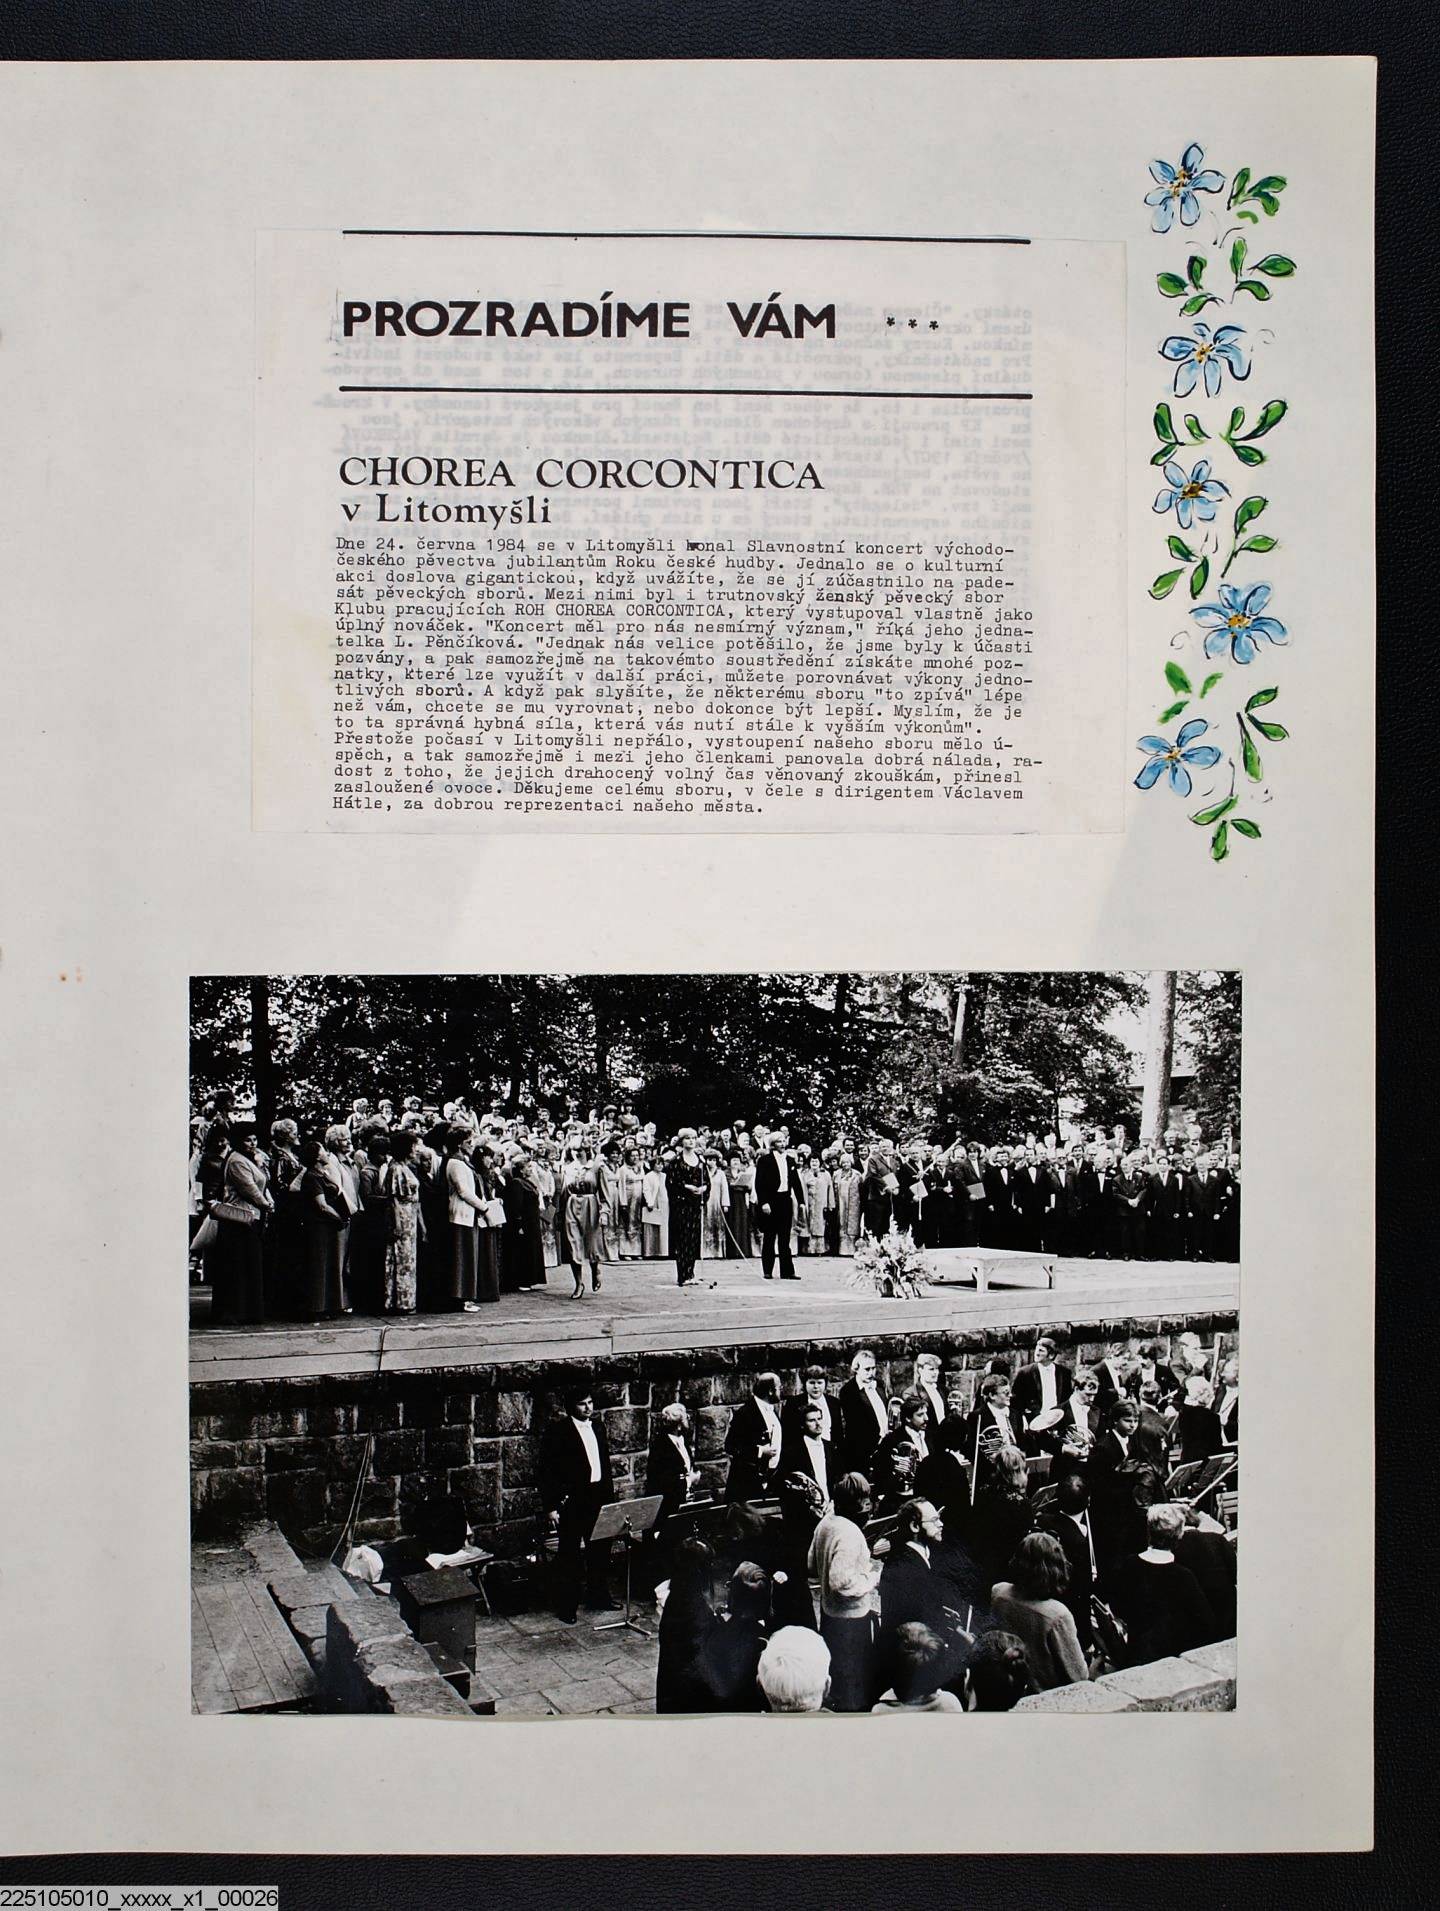 PROZRADÍME VÁM ***
CHOREA CORCONTICA
v Litomyšli
Dne 24. června 1984 se v Litomyšli konal Slavnostní koncert východo-
českého pěvectva jubilantům Roku české hudby. Jednalo se o kulturní
akci doslova gigantickou, když uvážíte, že se jí zúčastnilo na pade-
sát pěveckých sborů. Mezi nimi byl i trutnovský ženský pěvecký sbor
Klubu pracujících ROH CHOREA CORCONTICA, který vystupoval vlastně jako
úplný nováček. "Koncert měl pro nás nesmírný význam," říká jeho jedna-
telka L. Pěnčíková. "Jednak nás velice potěšilo, že jsme byly k účasti
pozvány, a pak samozřejmě na takovémto soustředění získáte mnohé poz-
natky, které lze využít v další práci, můžete porovnávat výkony jedno-
tlivých sborů. A když pak slyšíte, že některému sboru "to zpívá" lépe
než vám, chcete se mu vyrovnat, nebo dokonce být lepší. Myslím, že je
to ta správná hybná síla, která vás nutí stále k vyšším výkonům".
Přestože počasí v Litomyšli nepřálo, vystoupení našeho sboru mělo ú-
spěch, a tak samozřejmě i mezi jeho členkami panovala dobrá nálada, ra-
dost z toho, že jejich drahocený volný čas věnovaný zkouškám, přinesl
zasloužené ovoce. Děkujeme celému sboru, v čele s dirigentem Václavem
Hátle, za dobrou reprezentaci našeho města.
225105010_xxxxx_x1_00026